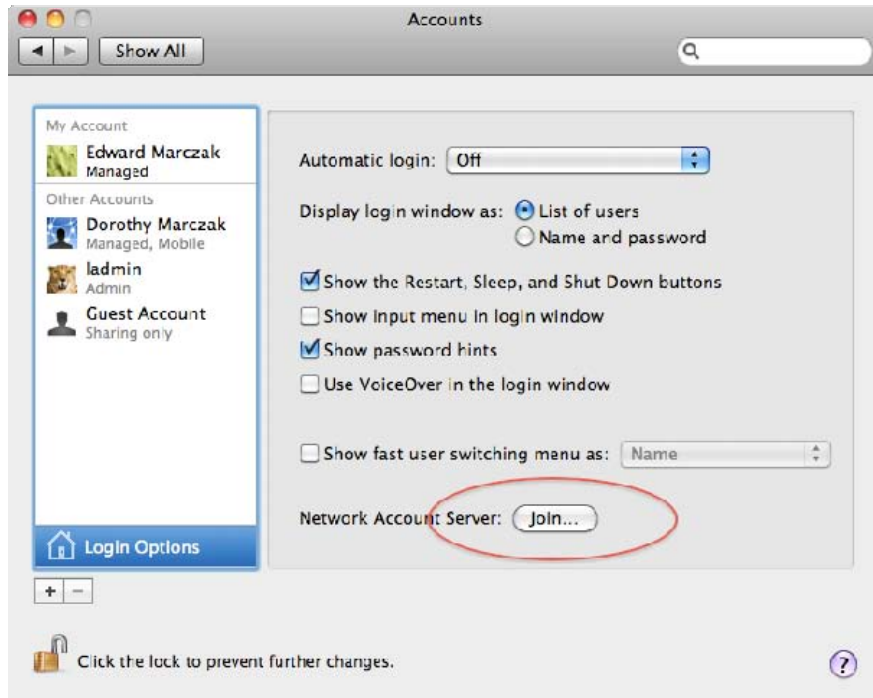 Accounts
Show All
My Account
Edward Marczak
Managed
Other Accounts
Dorothy Marczak
Managed, Mobile
ladmin
Admin
Guest Account
Sharing only
Login Options
+ −
Automatic login: Off
Display login window as: List of users
Name and password
Show the Restart, Sleep, and Shut Down buttons
Show input menu in login window
Show password hints
Use VoiceOver in the login window
Show fast user switching menu as: Name
Network Account Server: Join...
Click the lock to prevent further changes.
?